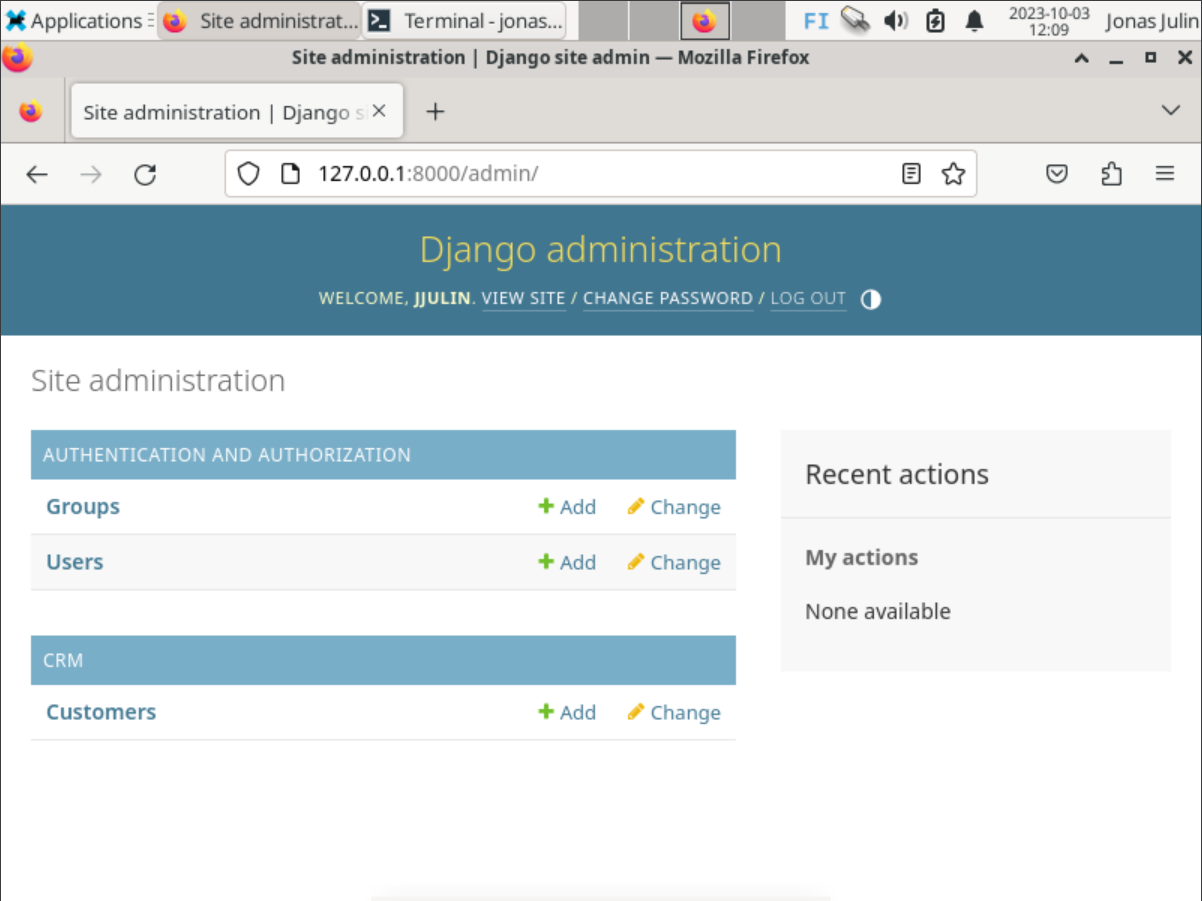 Applications
Site administrat...
Terminal - jonas...
FI
2023-10-03
12:09
Jonas Julin
Site administration | Django site admin — Mozilla Firefox
Site administration | Django s
127.0.0.1:8000/admin/
Django administration
WELCOME, JJULIN. VIEW SITE / CHANGE PASSWORD / LOG OUT
Site administration
AUTHENTICATION AND AUTHORIZATION
Groups Add Change
Users Add Change
CRM
Customers Add Change
Recent actions
My actions
None available